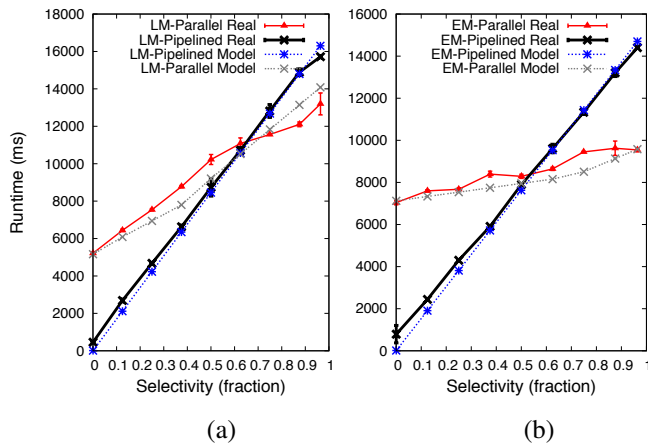 18000
16000
14000
12000
10000
8000
6000
4000
2000
0
Runtime (ms)
0 0.1 0.2 0.3 0.4 0.5 0.6 0.7 0.8 0.9 1
Selectivity (fraction)
LM-Parallel Real
LM-Pipelined Real
LM-Pipelined Model
LM-Parallel Model
(a)
16000
14000
12000
10000
8000
6000
4000
2000
0
0 0.1 0.2 0.3 0.4 0.5 0.6 0.7 0.8 0.9 1
Selectivity (fraction)
EM-Parallel Real
EM-Pipelined Real
EM-Pipelined Model
EM-Parallel Model
(b)